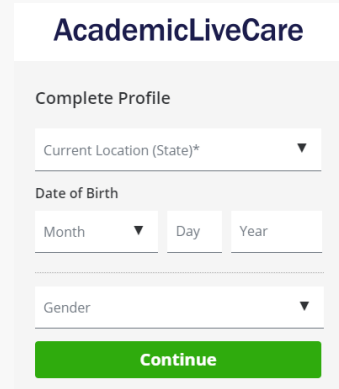 AcademicLiveCare
Complete Profile
Current Location (State)*
Date of Birth
Month Day Year
Gender
Continue